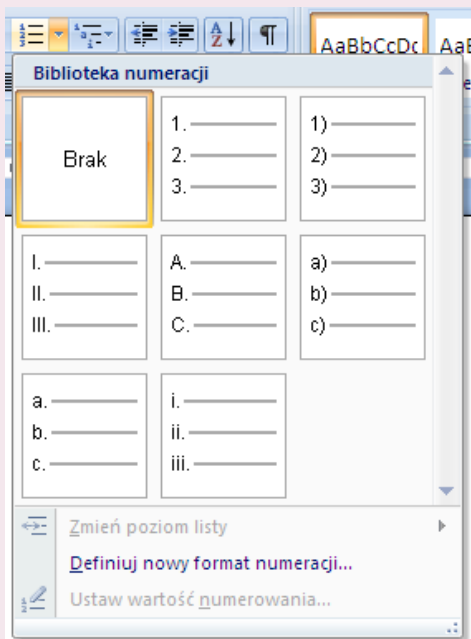 AaBbCcDc Aa
Biblioteka numeracji
Brak
1.
2.
3.
1)
2)
3)
I.
II.
III.
A.
B.
C.
a)
b)
c)
a.
b.
c.
i.
ii.
iii.
Zmień poziom listy
Definiuj nowy format numeracji...
Ustaw wartość numerowania...